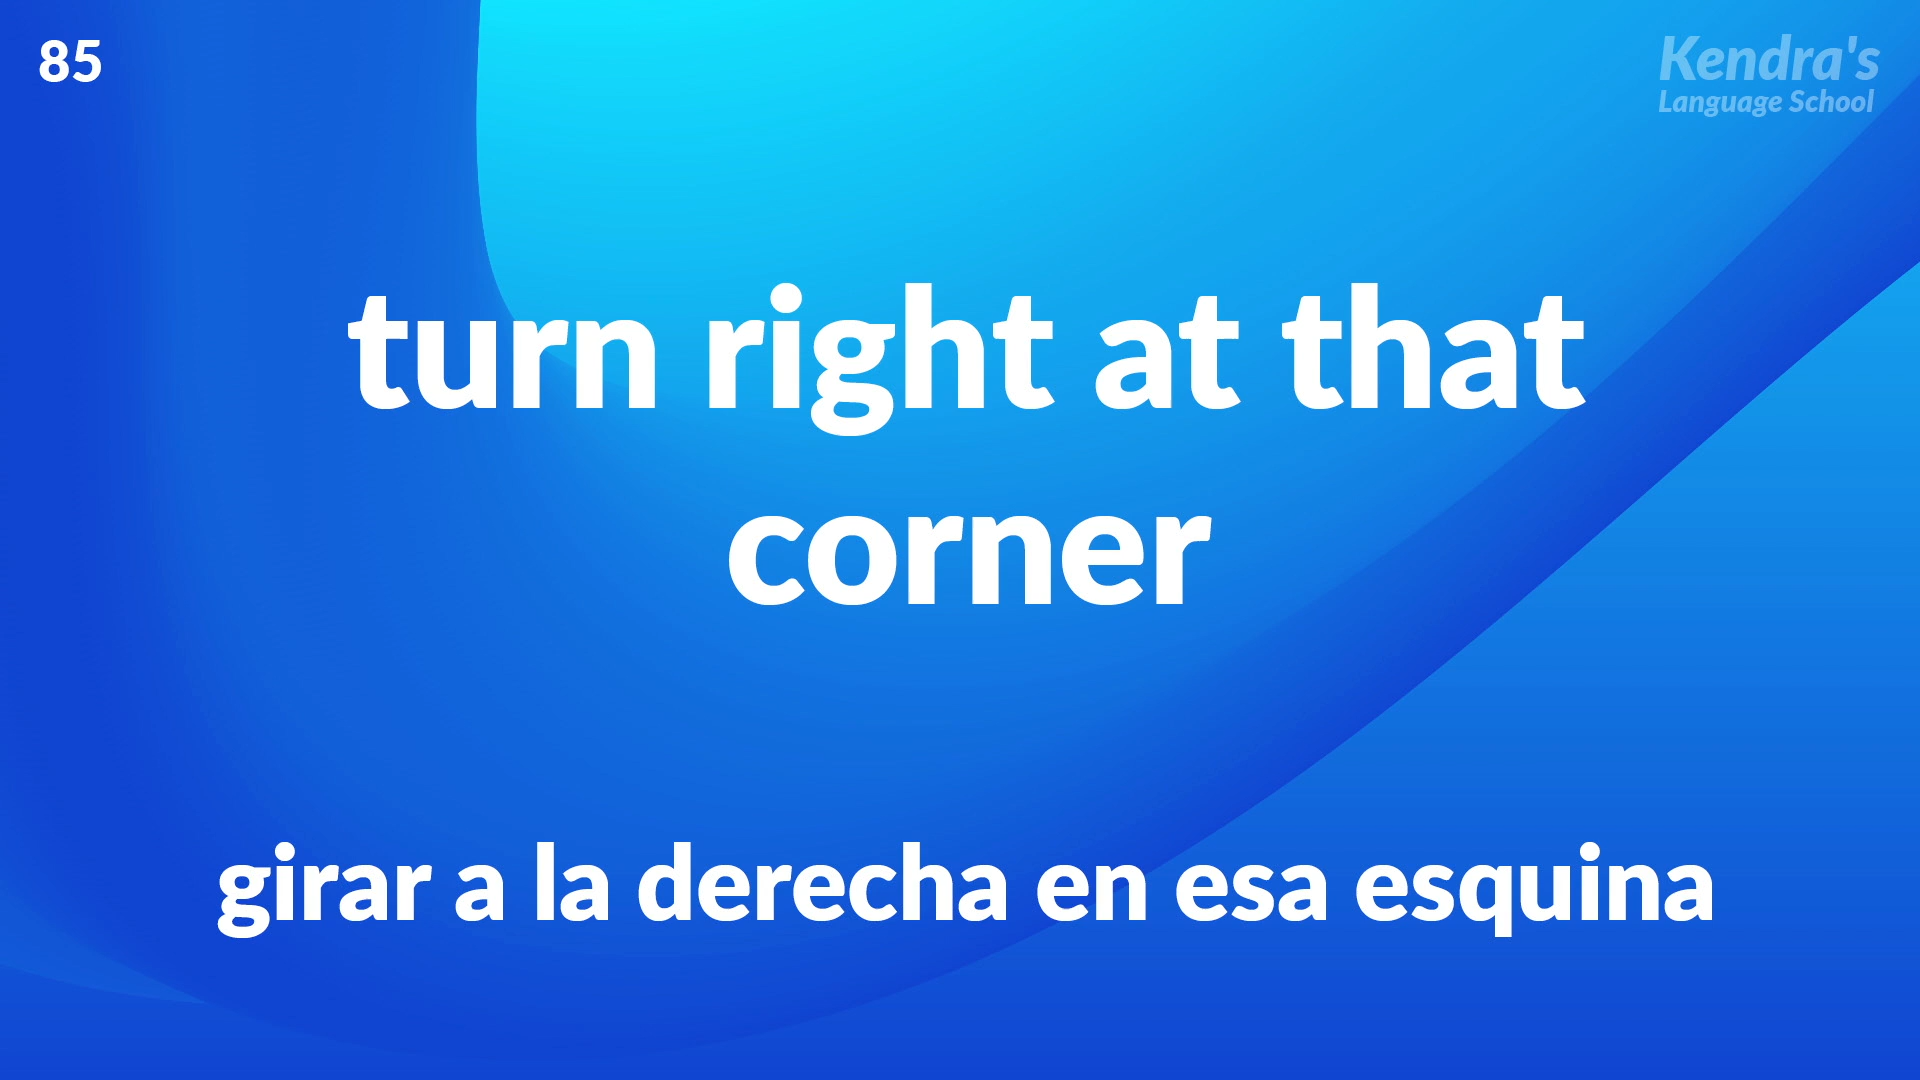 85
Kendra's
Language School
turn right at that
corner
girar a la derecha en esa esquina